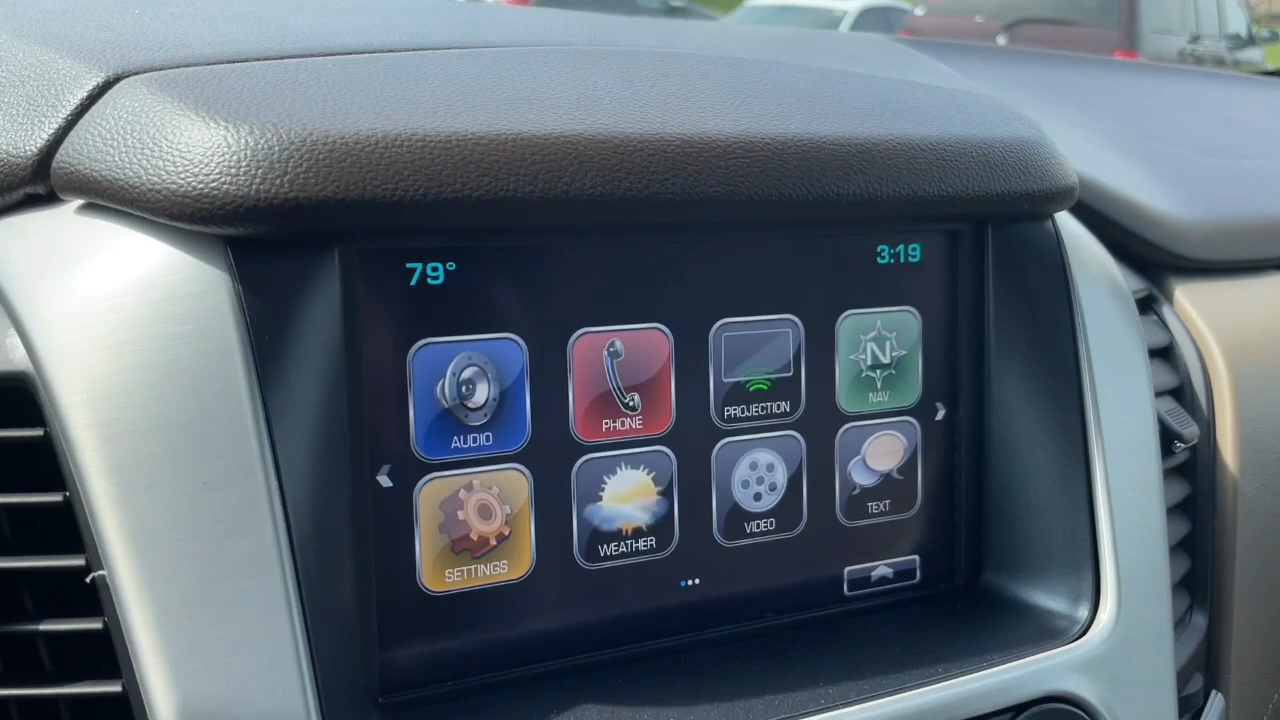 79°
3:19
AUDIO
PHONE
PROJECTION
N
NAV
SETTINGS
WEATHER
VIDEO
TEXT